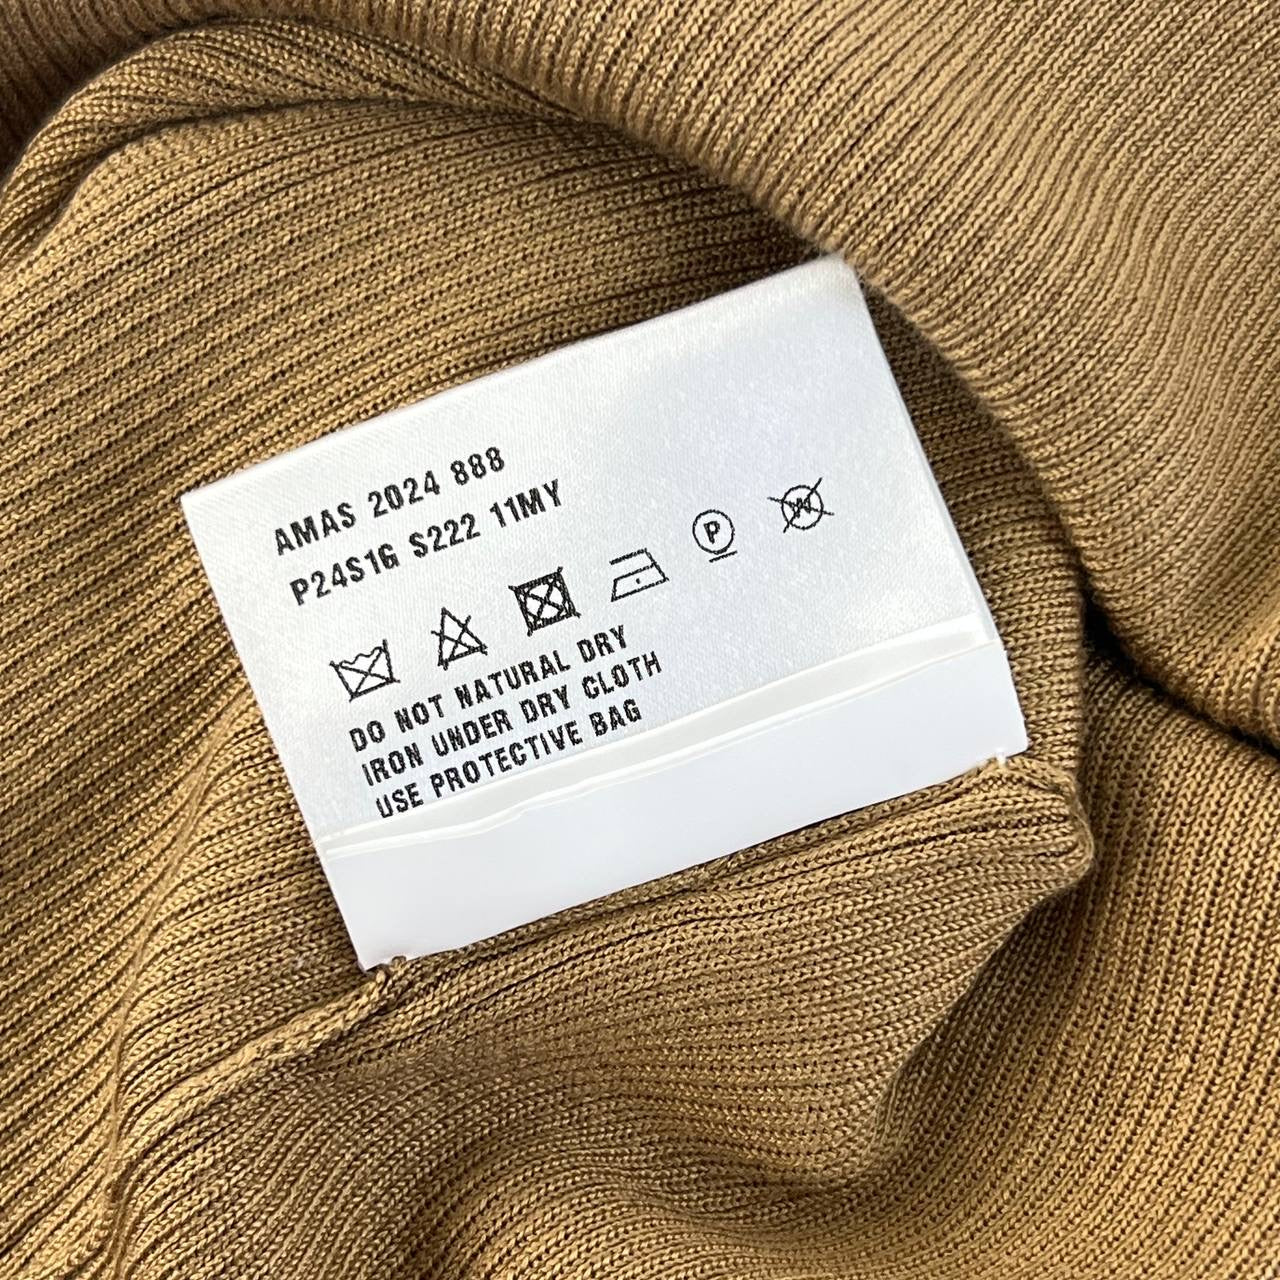 AMAS 2024 888
P24S16 S222 11MY
P
W
DO NOT NATURAL DRY
IRON UNDER DRY CLOTH
USE PROTECTIVE BAG